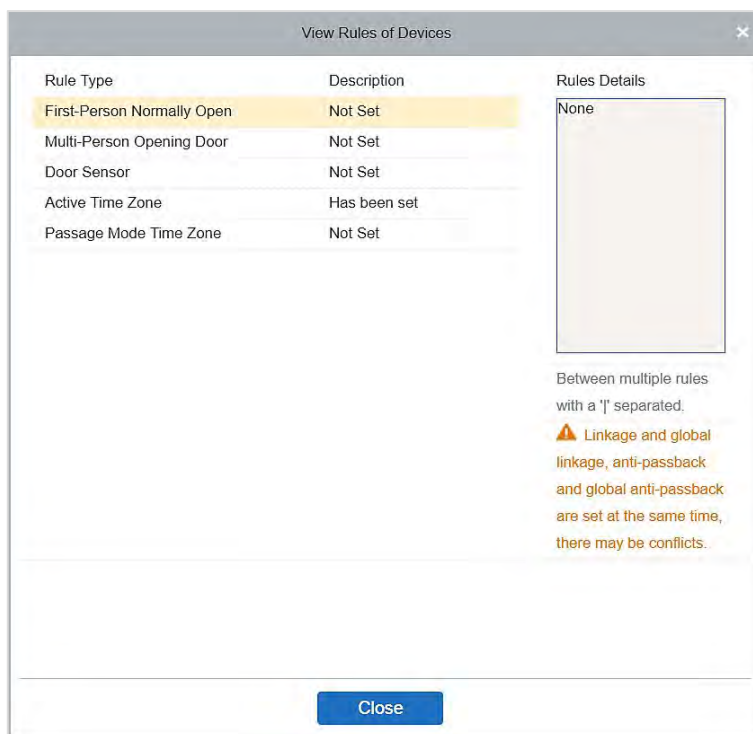 View Rules of Devices
×
Rule Type Description Rules Details
First-Person Normally Open Not Set None
Multi-Person Opening Door Not Set
Door Sensor Not Set
Active Time Zone Has been set
Passage Mode Time Zone Not Set
Between multiple rules
with a '|' separated.
Linkage and global
linkage, anti-passback
and global anti-passback
are set at the same time,
there may be conflicts.
Close